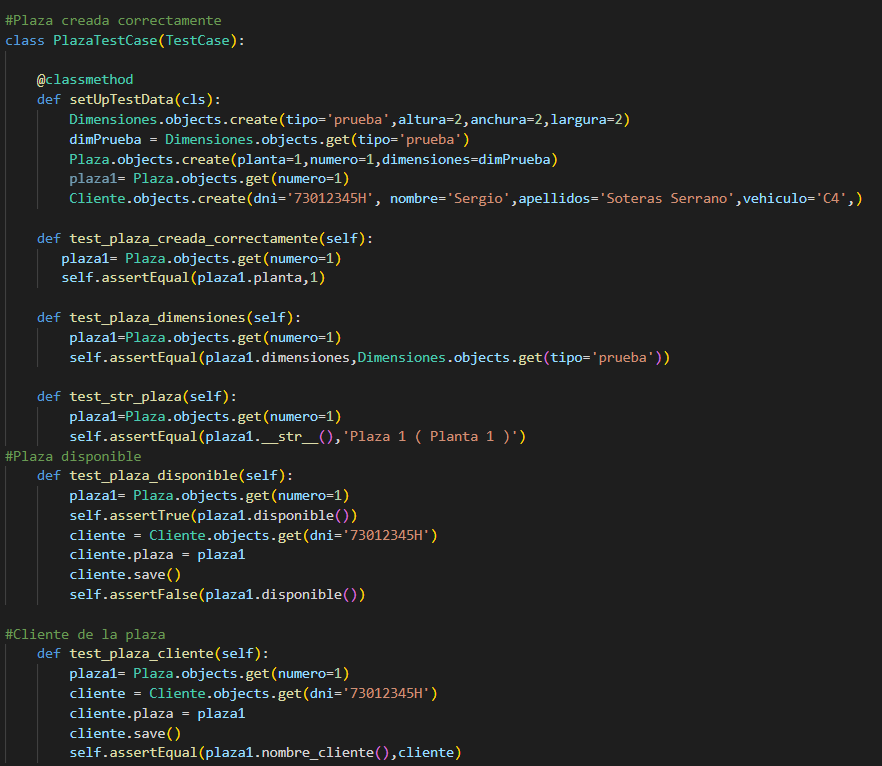 #Plaza creada correctamente
class PlazaTestCase(TestCase):
    @classmethod
    def setUpTestData(cls):
        Dimensiones.objects.create(tipo='prueba',altura=2,anchura=2,largura=2)
        dimPrueba = Dimensiones.objects.get(tipo='prueba')
        Plaza.objects.create(planta=1,numero=1,dimensiones=dimPrueba)
        plaza1= Plaza.objects.get(numero=1)
        Cliente.objects.create(dni='73012345H', nombre='Sergio',apellidos='Soteras Serrano',vehiculo='C4',)
    def test_plaza_creada_correctamente(self):
       plaza1= Plaza.objects.get(numero=1)
       self.assertEqual(plaza1.planta,1)
    def test_plaza_dimensiones(self):
        plaza1=Plaza.objects.get(numero=1)
        self.assertEqual(plaza1.dimensiones,Dimensiones.objects.get(tipo='prueba'))
    def test_str_plaza(self):
        plaza1=Plaza.objects.get(numero=1)
        self.assertEqual(plaza1.__str__(),'Plaza 1 ( Planta 1 )')
#Plaza disponible
    def test_plaza_disponible(self):
        plaza1= Plaza.objects.get(numero=1)
        self.assertTrue(plaza1.disponible())
        cliente = Cliente.objects.get(dni='73012345H')
        cliente.plaza = plaza1
        cliente.save()
        self.assertFalse(plaza1.disponible())
#Cliente de la plaza
    def test_plaza_cliente(self):
        plaza1= Plaza.objects.get(numero=1)
        cliente = Cliente.objects.get(dni='73012345H')
        cliente.plaza = plaza1
        cliente.save()
        self.assertEqual(plaza1.nombre_cliente(),cliente)